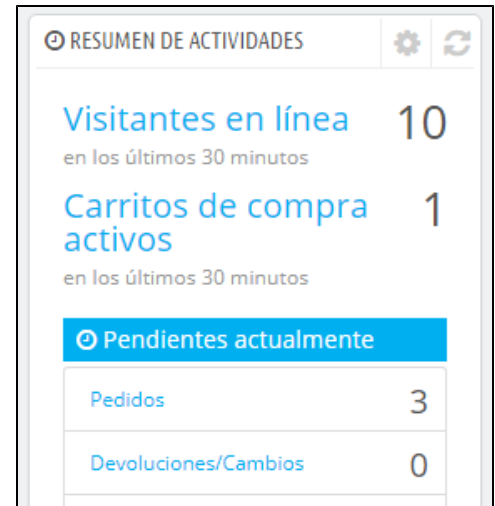 RESUMEN DE ACTIVIDADES
Visitantes en línea 10
en los últimos 30 minutos
Carritos de compra 1
activos
en los últimos 30 minutos
Pendientes actualmente
Pedidos 3
Devoluciones/Cambios 0